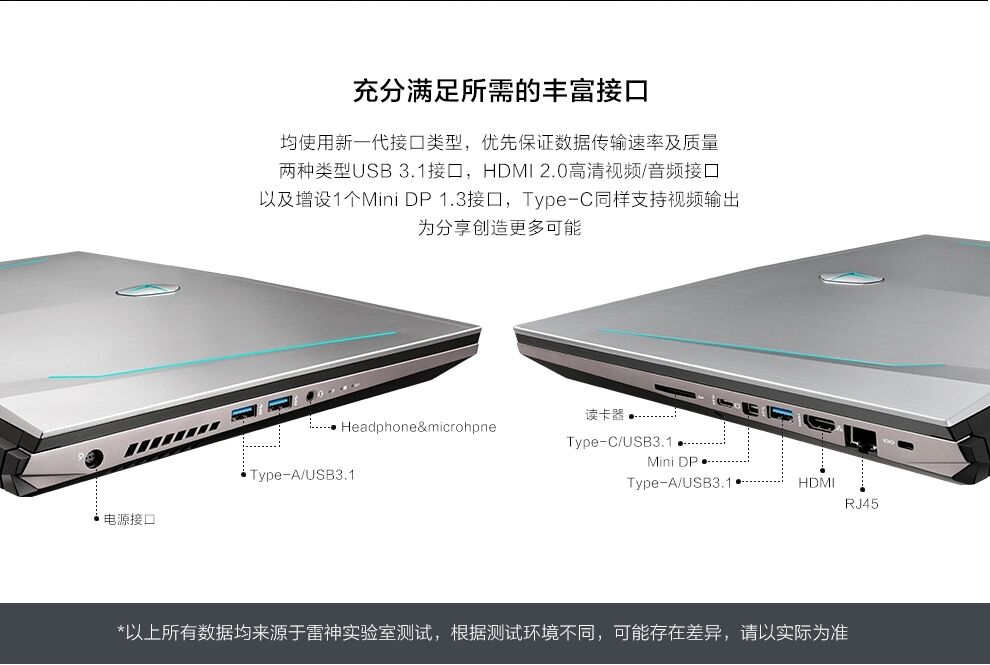 充分满足所需的丰富接口
均使用新一代接口类型，优先保证数据传输速率及质量
两种类型USB 3.1接口，HDMI 2.0高清视频/音频接口
以及增设1个Mini DP 1.3接口，Type-C同样支持视频输出
为分享创造更多可能
Headphone&microhpne
Type-A/USB3.1
电源接口
读卡器
Type-C/USB3.1
Mini DP
Type-A/USB3.1
HDMI
RJ45
*以上所有数据均来源于雷神实验室测试，根据测试环境不同，可能存在差异，请以实际为准